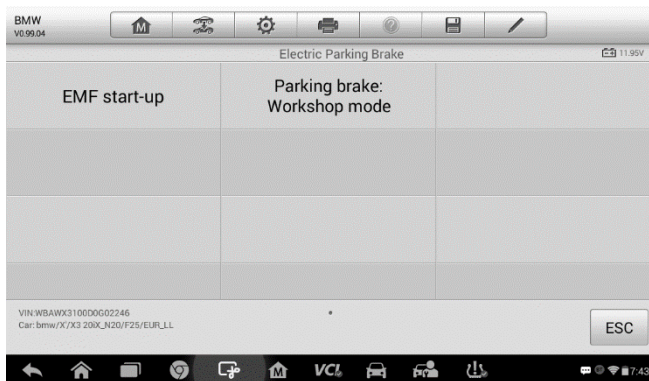 BMW
V0.99.04
Electric Parking Brake
11.95V
EMF start-up
Parking brake:
Workshop mode
VIN:WBAWX3100D0G02246
Car: bmw/X'/X3 20iX_N20/F25/EUR_LL
ESC
M
VCI
7:43